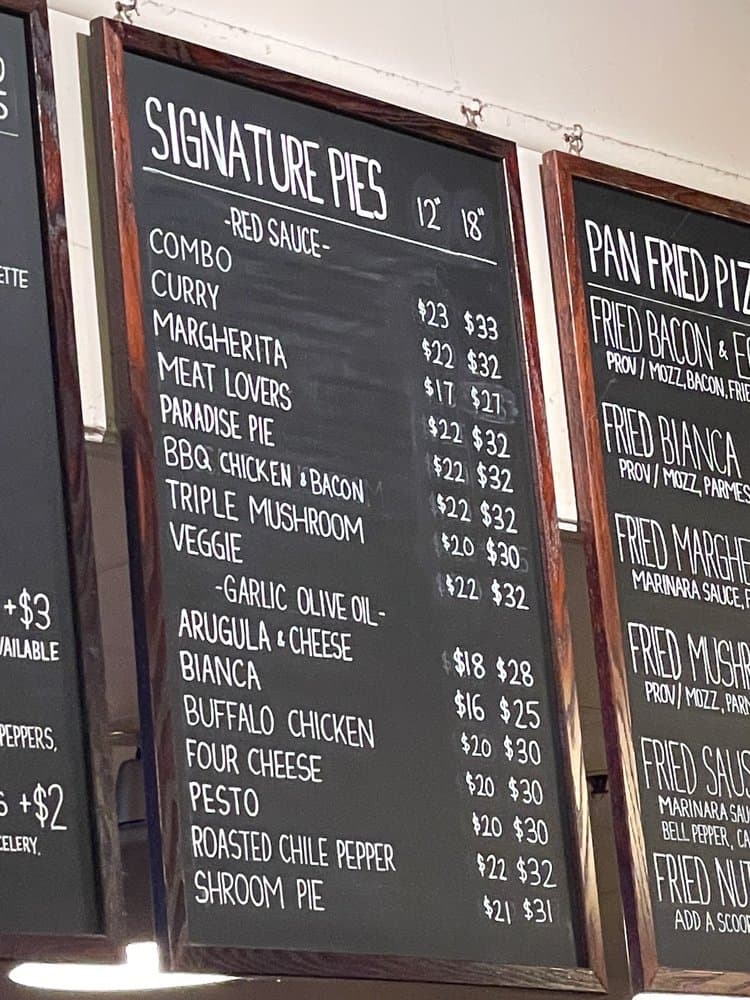 ETTE
+$3
VAILABLE
PEPPERS,
+$2
ELERY,
SIGNATURE PIES 12" 18"
-RED SAUCE-
COMBO $23 $33
CURRY $22 $32
MARGHERITA $17 $27
MEAT LOVERS $22 $32
PARADISE PIE $22 $32
BBQ CHICKEN & BACON $22 $32
TRIPLE MUSHROOM $20 $30
VEGGIE $22 $32
-GARLIC OLIVE OIL-
ARUGULA & CHEESE $18 $28
BIANCA $16 $25
BUFFALO CHICKEN $20 $30
FOUR CHEESE $20 $30
PESTO $20 $30
ROASTED CHILE PEPPER $22 $32
SHROOM PIE $21 $31
PAN FRIED PIZ
FRIED BACON & E
PROV / MOZZ, BACON, FRIE
FRIED BIANCA
PROV / MOZZ, PARMES
FRIED MARGHE
MARINARA SAUCE, F
FRIED MUSHR
PROV / MOZZ, PARM
FRIED SAUS
MARINARA SAU
BELL PEPPER, CA
FRIED NU
ADD A SCOO